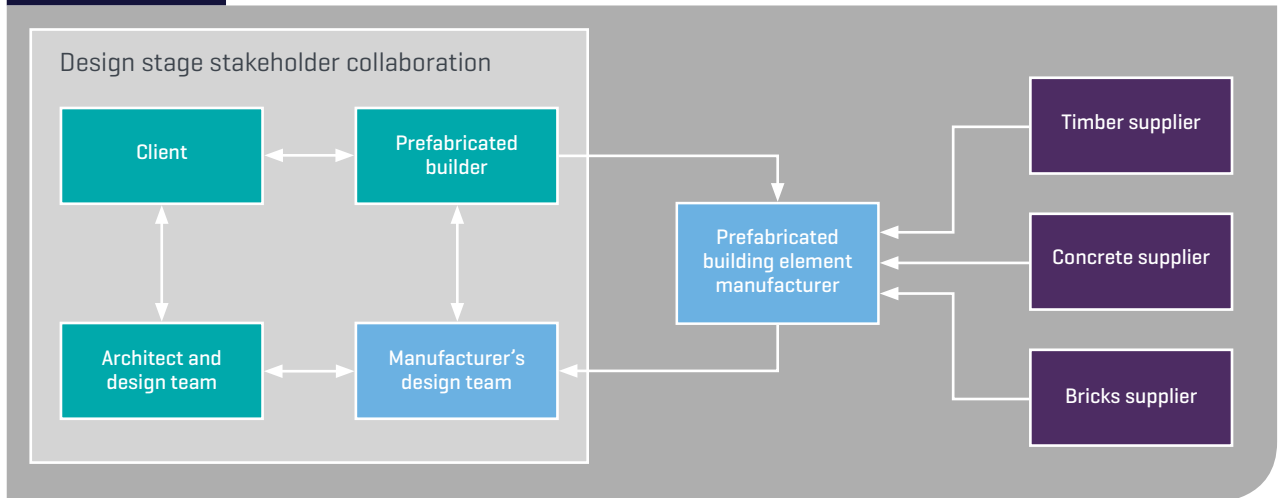 Design stage stakeholder collaboration
Client
Prefabricated
builder
Architect and
design team
Manufacturer's
design team
Prefabricated
building element
manufacturer
Timber supplier
Concrete supplier
Bricks supplier